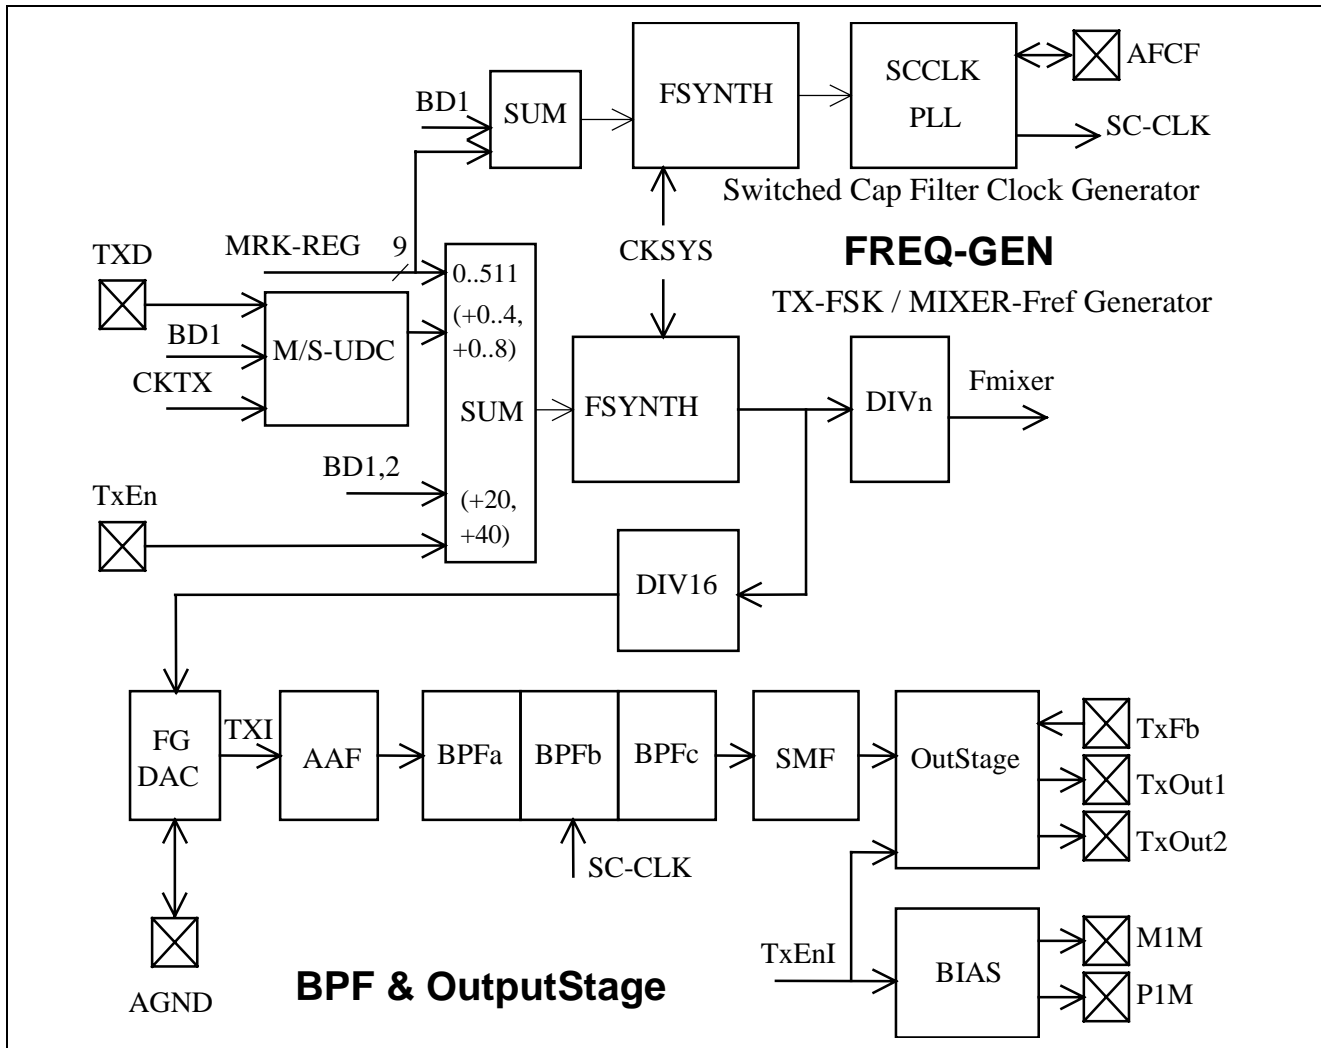 BD1
SUM
FSYNTH
SCCLK
PLL
AFCF
SC-CLK
Switched Cap Filter Clock Generator
TXD
MRK-REG
9
CKSYS
FREQ-GEN
TX-FSK / MIXER-Fref Generator
0..511
(+0..4,
+0..8)
BD1
M/S-UDC
CKTX
SUM
FSYNTH
DIVn
Fmixer
BD1,2
TxEn
(+20,
+40)
DIV16
FG
DAC
TXI
AAF
BPFa
BPFb
BPFc
SMF
OutStage
TxFb
TxOut1
TxOut2
SC-CLK
AGND
BPF & OutputStage
TxEnI
BIAS
M1M
P1M